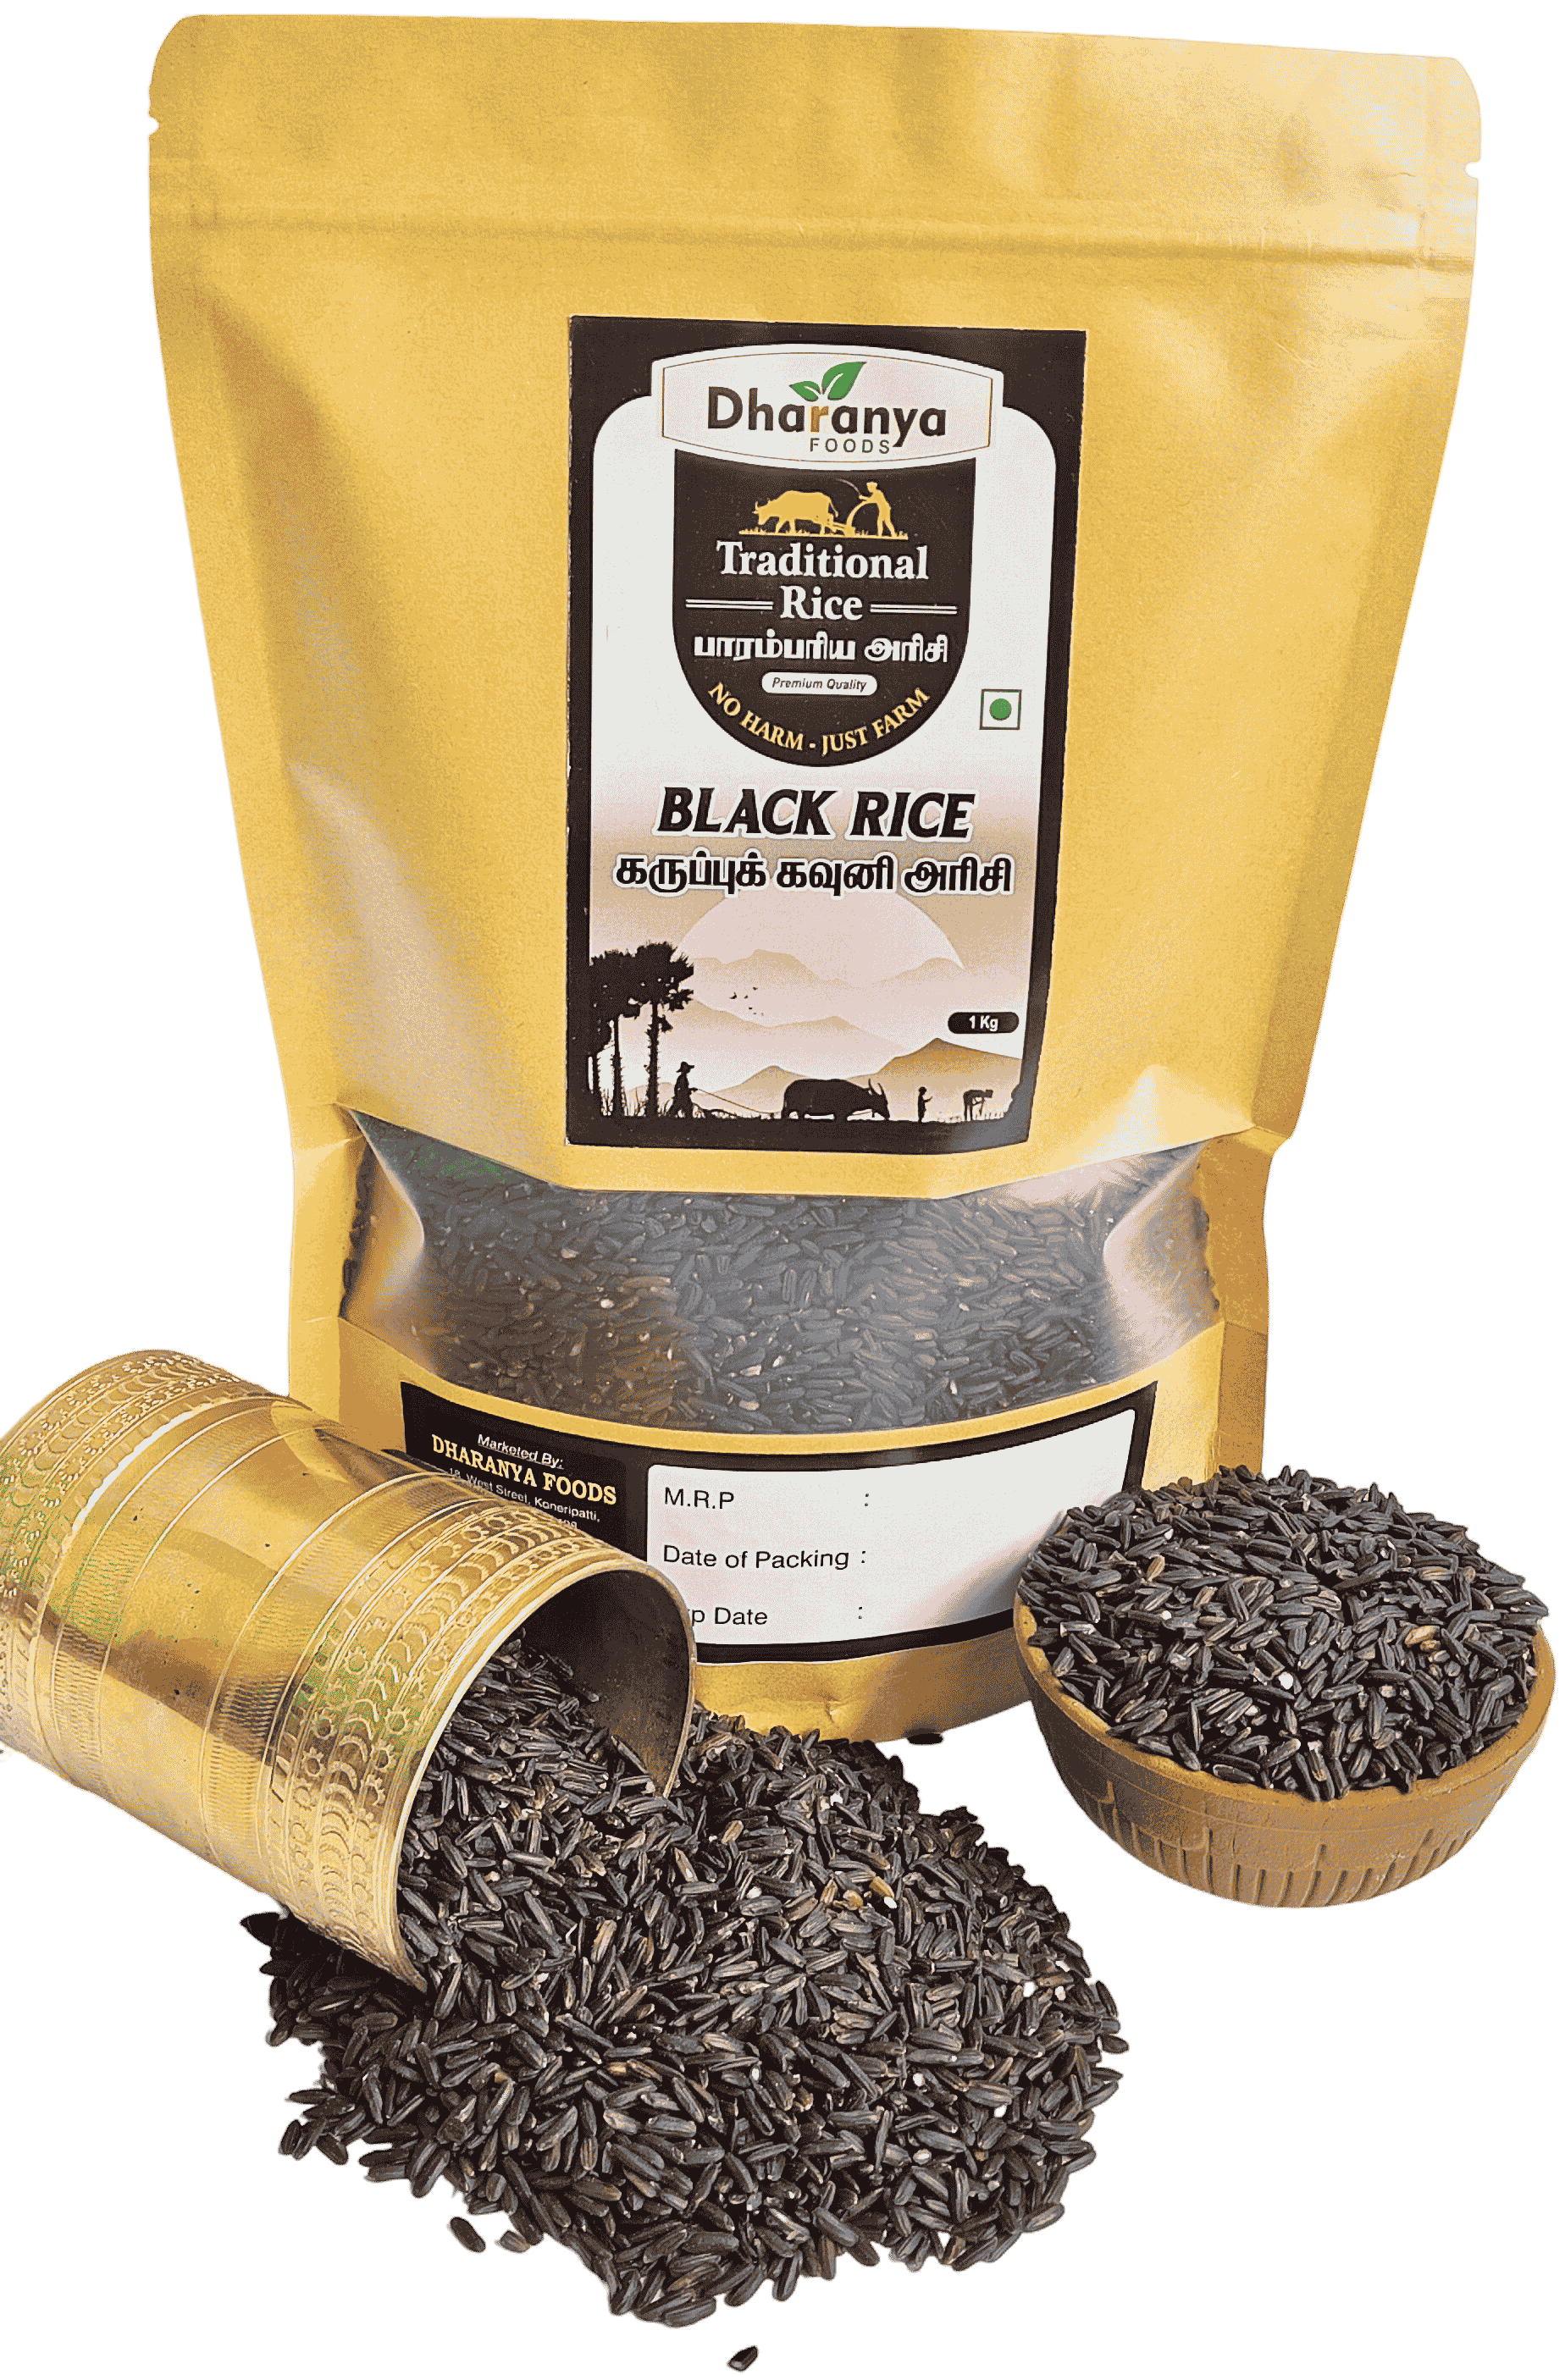 Dharanya
FOODS
Traditional
Rice
பாரம்பரிய அரிசி
Premium Quality
NO HARM - JUST FARM
BLACK RICE
கருப்புக் கவுனி அரிசி
1 Kg
Marketed By:
DHARANYA FOODS
West Street, Koneripatti,
M.R.P :
Date of Packing :
Date :